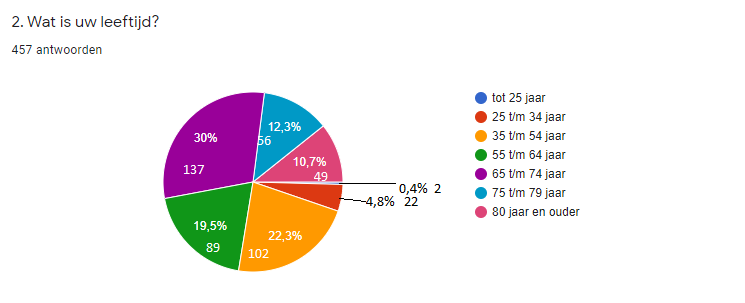 2. Wat is uw leeftijd?
457 antwoorden
tot 25 jaar
25 t/m 34 jaar
35 t/m 54 jaar
55 t/m 64 jaar
65 t/m 74 jaar
75 t/m 79 jaar
80 jaar en ouder
12,3%
56
30%
137
10,7%
49
0,4% 2
4,8% 22
19,5%
89
22,3%
102